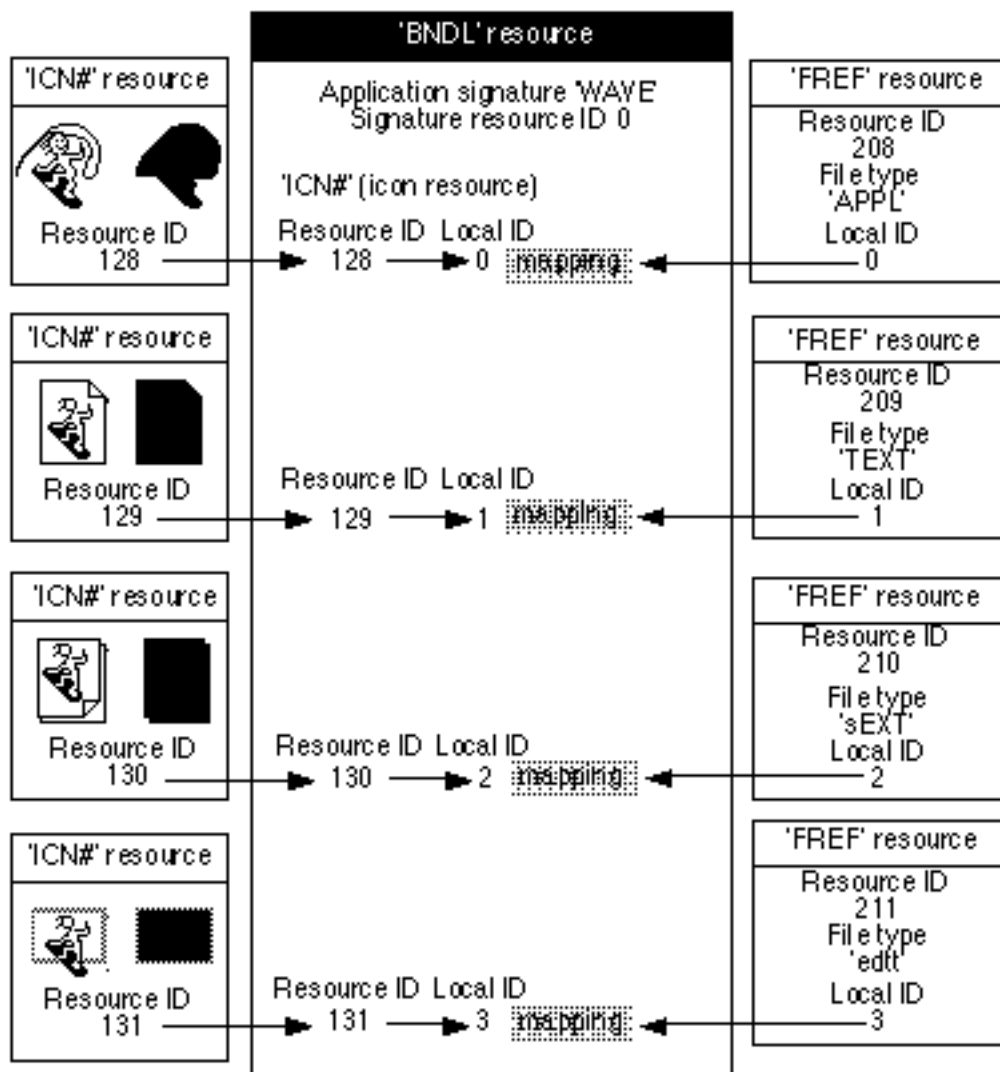 'BNDL' resource
Application signature 'WAVE'
Signature resource ID 0
'ICN#' (icon resource)
'ICN#' resource
Resource ID
128
Resource ID Local ID
128 0 mapping
'FREF' resource
Resource ID
208
File type
'APPL'
Local ID
0
'ICN#' resource
Resource ID
129
Resource ID Local ID
129 1 mapping
'FREF' resource
Resource ID
209
File type
'TEXT'
Local ID
1
'ICN#' resource
Resource ID
130
Resource ID Local ID
130 2 mapping
'FREF' resource
Resource ID
210
File type
'sEXT'
Local ID
2
'ICN#' resource
Resource ID
131
Resource ID Local ID
131 3 mapping
'FREF' resource
Resource ID
211
File type
'edtt'
Local ID
3